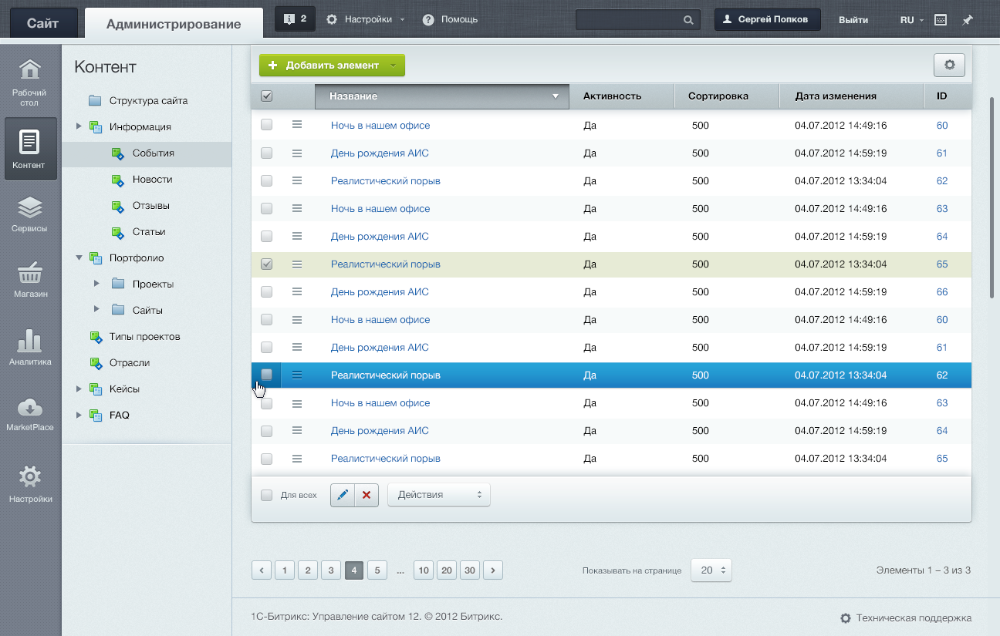 Сайт
Администрирование
2
Настройки
Помощь
Сергей Попков
Выйти
RU
Рабочий
стол
Контент
Сервисы
Магазин
Аналитика
MarketPlace
Настройки
Контент
Структура сайта
Информация
События
Новости
Отзывы
Статьи
Портфолио
Проекты
Сайты
Типы проектов
Отрасли
Кейсы
FAQ
Добавить элемент
Название Активность Сортировка Дата изменения ID
Ночь в нашем офисе Да 500 04.07.2012 14:49:16 60
День рождения АИС Да 500 04.07.2012 14:59:19 61
Реалистический порыв Да 500 04.07.2012 13:34:04 62
Ночь в нашем офисе Да 500 04.07.2012 14:49:16 63
День рождения АИС Да 500 04.07.2012 14:59:19 64
Реалистический порыв Да 500 04.07.2012 13:34:04 65
День рождения АИС Да 500 04.07.2012 14:59:19 66
Ночь в нашем офисе Да 500 04.07.2012 14:49:16 60
День рождения АИС Да 500 04.07.2012 14:59:19 61
Реалистический порыв Да 500 04.07.2012 13:34:04 62
Ночь в нашем офисе Да 500 04.07.2012 14:49:16 63
День рождения АИС Да 500 04.07.2012 14:59:19 64
Реалистический порыв Да 500 04.07.2012 13:34:04 65
Для всех Действия
1 2 3 4 5 ... 10 20 30
Показывать на странице 20
Элементы 1 – 3 из 3
1С-Битрикс: Управление сайтом 12. © 2012 Битрикс.
Техническая поддержка